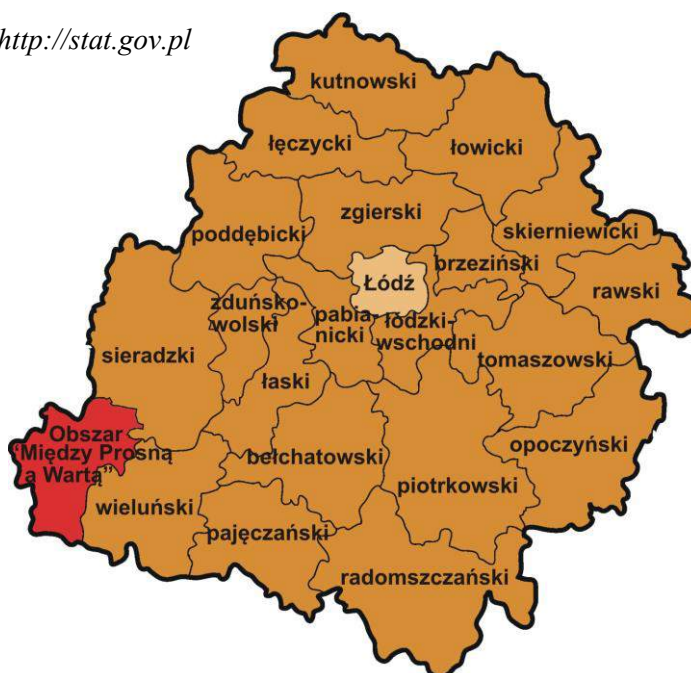 http://stat.gov.pl
kutnowski
łęczycki
łowicki
zgierski
poddębicki
skierniewicki
brzeziński
Łódź
rawski
zduńsko-
wolski
pabia-
nicki
łódzki-
wschodni
sieradzki
tomaszowski
łaski
Obszar
“Między Prosną
a Wartą”
opoczyński
bełchatowski
piotrkowski
wieluński
pajęczański
radomszczański